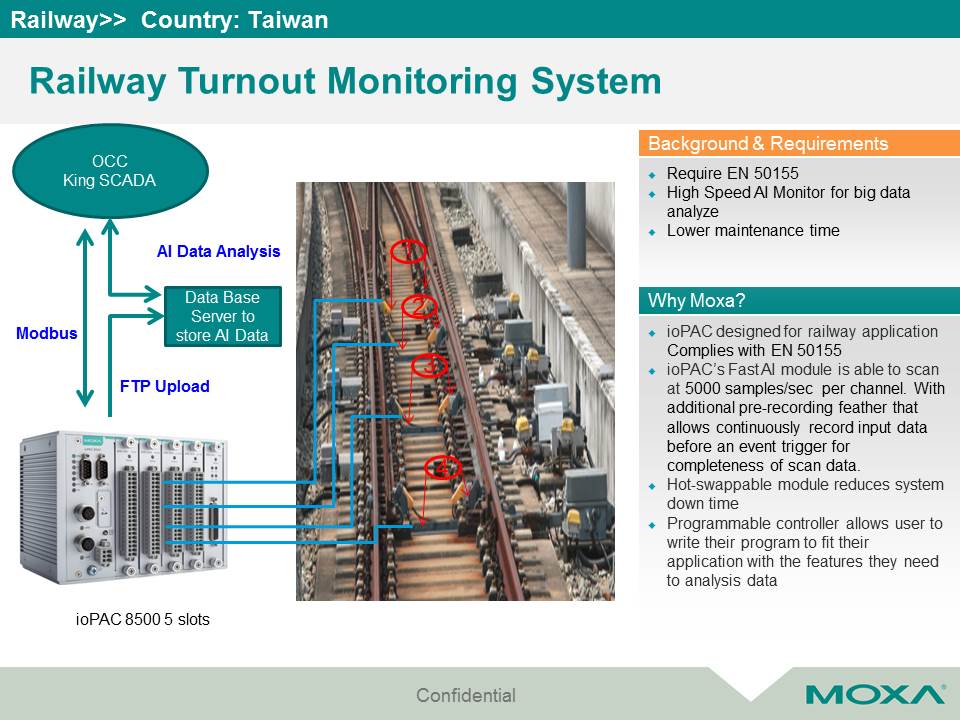 Railway>> Country: Taiwan
Railway Turnout Monitoring System
OCC
King SCADA
AI Data Analysis
Data Base
Server to
store AI Data
Modbus
FTP Upload
MOXA
ioPAC 8500 5 slots
1
2
3
4
Background & Requirements
Require EN 50155
High Speed AI Monitor for big data
analyze
Lower maintenance time
Why Moxa?
ioPAC designed for railway application
Complies with EN 50155
ioPAC's Fast AI module is able to scan
at 5000 samples/sec per channel. With
additional pre-recording feather that
allows continuously record input data
before an event trigger for
completeness of scan data.
Hot-swappable module reduces system
down time
Programmable controller allows user to
write their program to fit their
application with the features they need
to analysis data
Confidential
MOXA®